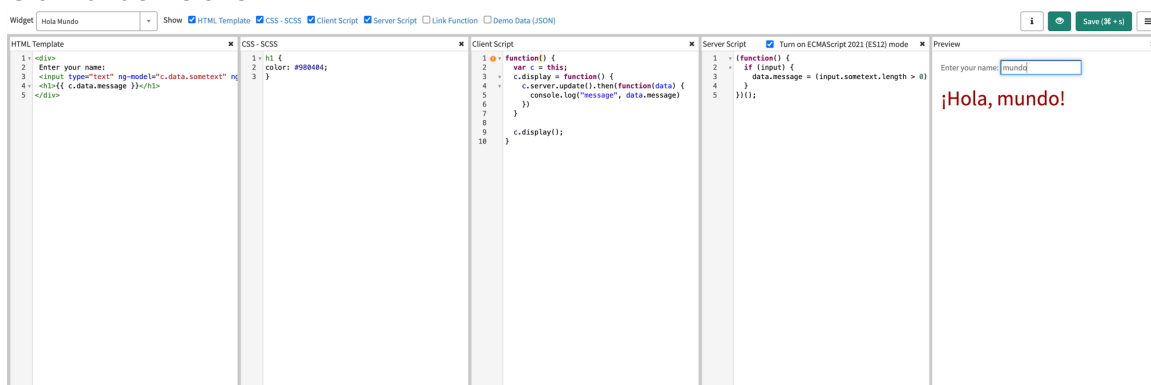 Widget Hola Mundo Show HTML Template CSS - SCSS Client Script Server Script Link Function Demo Data (JSON) i Save (⌘ + s)
HTML Template ✖
1 <div>
2 Enter your name:
3 <input type="text" ng-model="c.data.sometext" ng
4 <h1>{{ c.data.message }}</h1>
5 </div>
CSS - SCSS ✖
1 h1 {
2 color: #980404;
3 }
Client Script ✖
1 function() {
2 var c = this;
3 c.display = function() {
4 c.server.update().then(function(data) {
5 console.log("message", data.message)
6 })
7 }
8
9 c.display();
10 }
Server Script Turn on ECMAScript 2021 (ES12) mode ✖
1 (function() {
2 if (input) {
3 data.message = (input.sometext.length > 0)
4 }
5 })();
Preview
Enter your name: mundo
¡Hola, mundo!